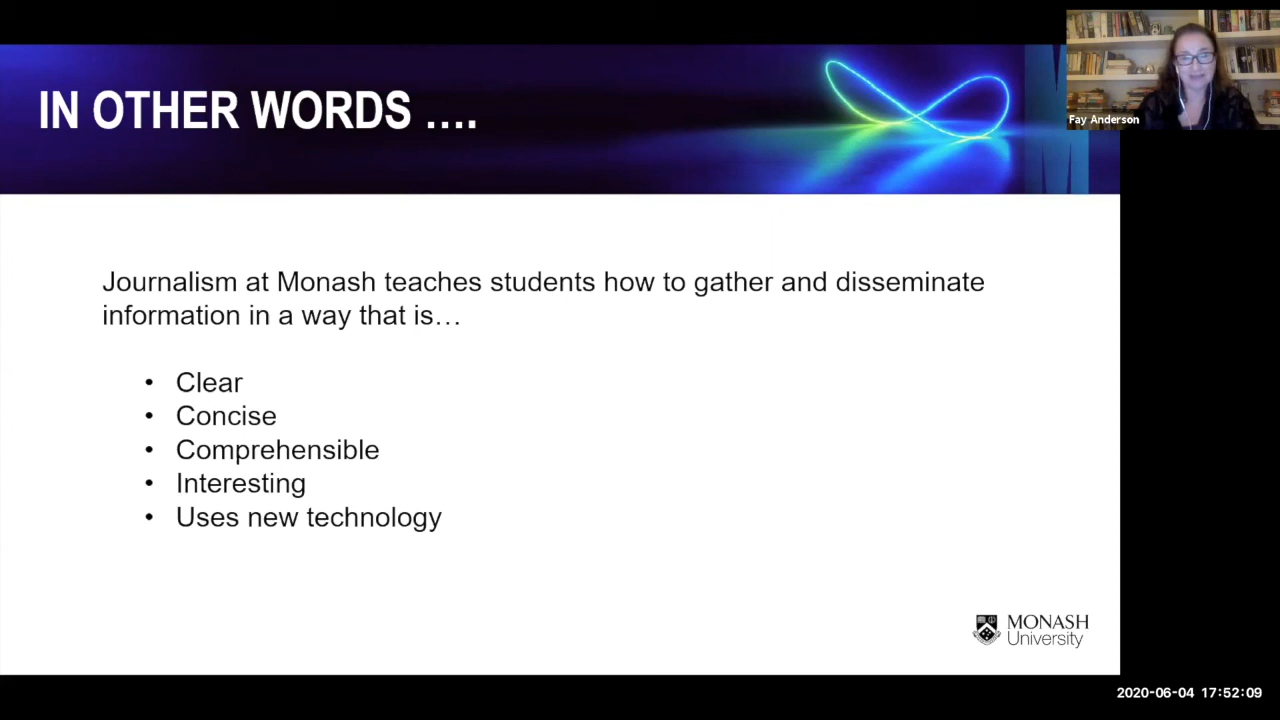 IN OTHER WORDS ….
Fay Anderson
Journalism at Monash teaches students how to gather and disseminate
information in a way that is…
• Clear
• Concise
• Comprehensible
• Interesting
• Uses new technology
MONASH
University
2020-06-04 17:52:09